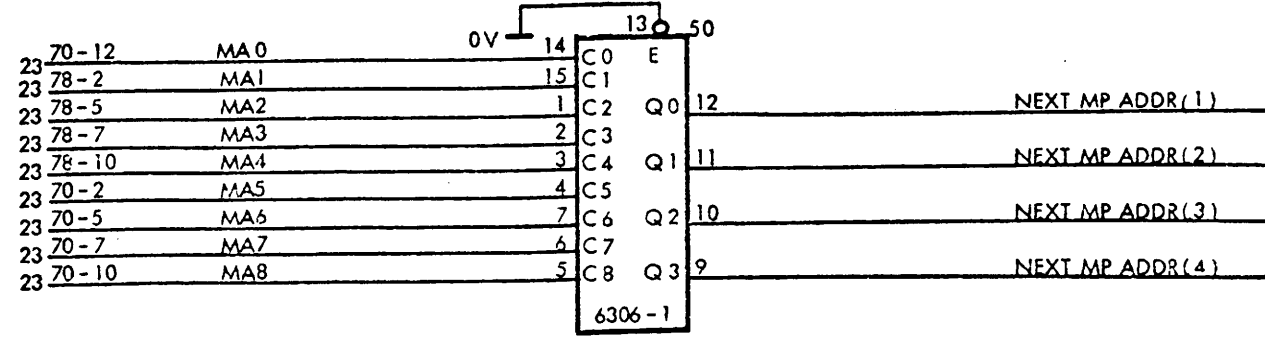 0V 13 50
23 70-12 MA0 14 C0 E
23 78-2 MA1 15 C1
23 78-5 MA2 1 C2 Q0 12 NEXT MP ADDR(1)
23 78-7 MA3 2 C3
23 78-10 MA4 3 C4 Q1 11 NEXT MP ADDR(2)
23 70-2 MA5 4 C5
23 70-5 MA6 7 C6 Q2 10 NEXT MP ADDR(3)
23 70-7 MA7 6 C7
23 70-10 MA8 5 C8 Q3 9 NEXT MP ADDR(4)
6306-1